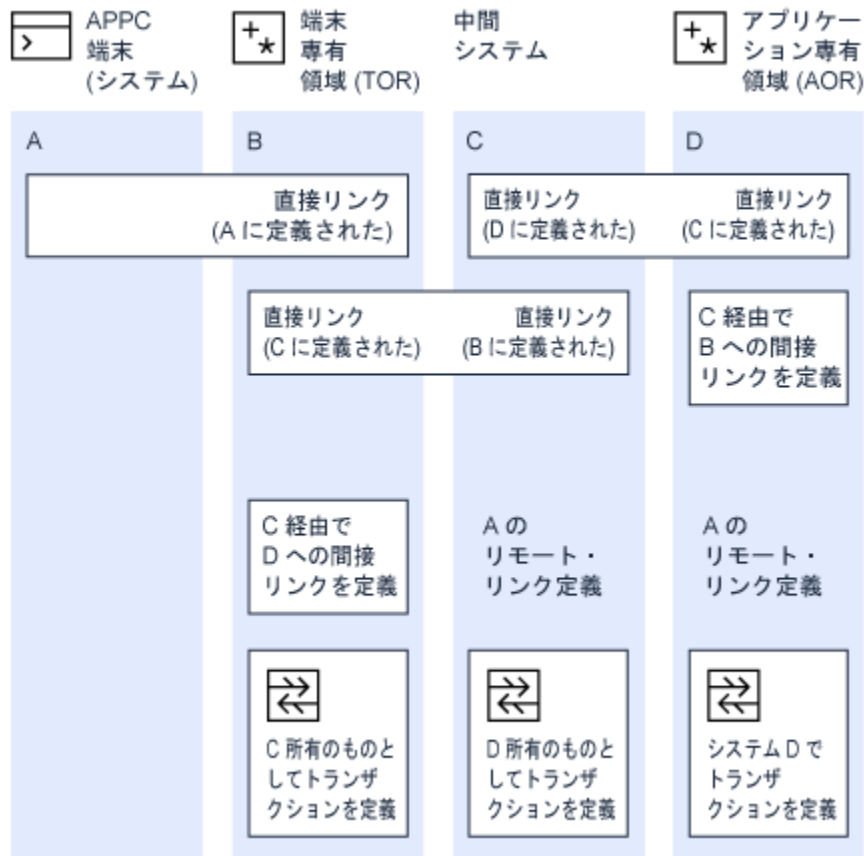 APPC
端末
(システム)
端末
専有
領域 (TOR)
中間
システム
アプリケー
ション専有
領域 (AOR)
A
B
C
D
直接リンク
(A に定義された)
直接リンク
(D に定義された)
直接リンク
(C に定義された)
直接リンク
(C に定義された)
直接リンク
(B に定義された)
C 経由で
B への間接
リンクを定義
C 経由で
D への間接
リンクを定義
A の
リモート・
リンク定義
A の
リモート・
リンク定義
C 所有のものと
してトランザ
クションを定義
D 所有のものと
してトランザ
クションを定義
システム D で
トランザ
クションを定義